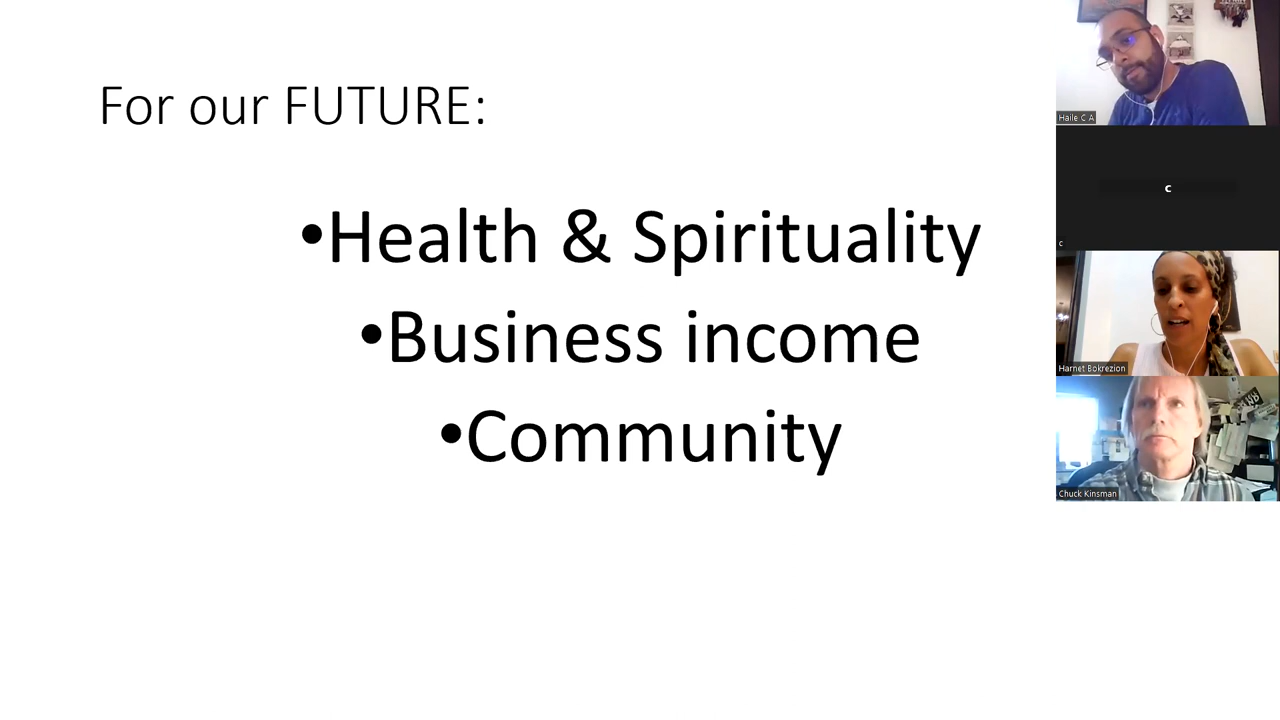 For our FUTURE:
•Health & Spirituality
•Business income
•Community
Haile C A
c
c
Harnet Bokrezion
Chuck Kinsman